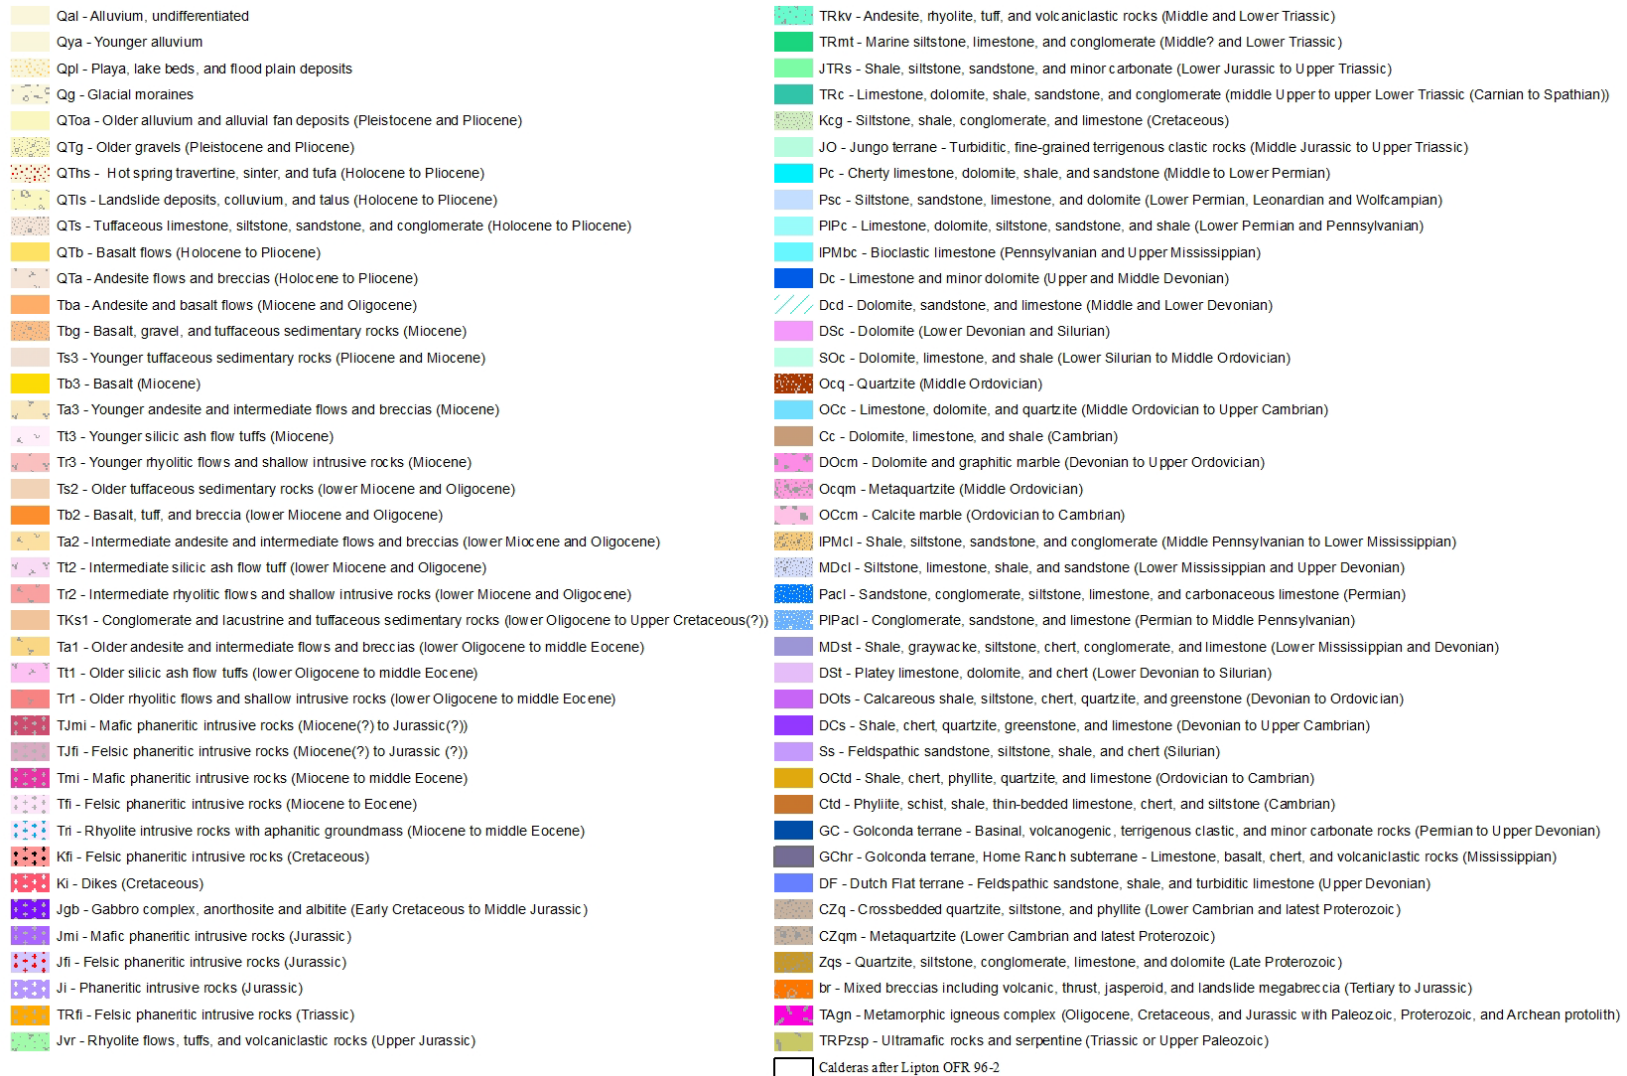 Qal - Alluvium, undifferentiated
Qya - Younger alluvium
Qpl - Playa, lake beds, and flood plain deposits
Qg - Glacial moraines
QToa - Older alluvium and alluvial fan deposits (Pleistocene and Pliocene)
QTg - Older gravels (Pleistocene and Pliocene)
QThs - Hot spring travertine, sinter, and tufa (Holocene to Pliocene)
QTls - Landslide deposits, colluvium, and talus (Holocene to Pliocene)
QTs - Tuffaceous limestone, siltstone, sandstone, and conglomerate (Holocene to Pliocene)
QTb - Basalt flows (Holocene to Pliocene)
QTa - Andesite flows and breccias (Holocene to Pliocene)
Tba - Andesite and basalt flows (Miocene and Oligocene)
Tbg - Basalt, gravel, and tuffaceous sedimentary rocks (Miocene)
Ts3 - Younger tuffaceous sedimentary rocks (Pliocene and Miocene)
Tb3 - Basalt (Miocene)
Ta3 - Younger andesite and intermediate flows and breccias (Miocene)
Tt3 - Younger silicic ash flow tuffs (Miocene)
Tr3 - Younger rhyolitic flows and shallow intrusive rocks (Miocene)
Ts2 - Older tuffaceous sedimentary rocks (lower Miocene and Oligocene)
Tb2 - Basalt, tuff, and breccia (lower Miocene and Oligocene)
Ta2 - Intermediate andesite and intermediate flows and breccias (lower Miocene and Oligocene)
Tt2 - Intermediate silicic ash flow tuff (lower Miocene and Oligocene)
Tr2 - Intermediate rhyolitic flows and shallow intrusive rocks (lower Miocene and Oligocene)
TKs1 - Conglomerate and lacustrine and tuffaceous sedimentary rocks (lower Oligocene to Upper Cretaceous(?))
Ta1 - Older andesite and intermediate flows and breccias (lower Oligocene to middle Eocene)
Tt1 - Older silicic ash flow tuffs (lower Oligocene to middle Eocene)
Tr1 - Older rhyolitic flows and shallow intrusive rocks (lower Oligocene to middle Eocene)
TJmi - Mafic phaneritic intrusive rocks (Miocene(?) to Jurassic(?))
TJfi - Felsic phaneritic intrusive rocks (Miocene(?) to Jurassic (?))
Tmi - Mafic phaneritic intrusive rocks (Miocene to middle Eocene)
Tfi - Felsic phaneritic intrusive rocks (Miocene to Eocene)
Tri - Rhyolite intrusive rocks with aphanitic groundmass (Miocene to middle Eocene)
Kfi - Felsic phaneritic intrusive rocks (Cretaceous)
Ki - Dikes (Cretaceous)
Jgb - Gabbro complex, anorthosite and albitite (Early Cretaceous to Middle Jurassic)
Jmi - Mafic phaneritic intrusive rocks (Jurassic)
Jfi - Felsic phaneritic intrusive rocks (Jurassic)
Ji - Phaneritic intrusive rocks (Jurassic)
TRfi - Felsic phaneritic intrusive rocks (Triassic)
Jvr - Rhyolite flows, tuffs, and volcaniclastic rocks (Upper Jurassic)
TRkv - Andesite, rhyolite, tuff, and volcaniclastic rocks (Middle and Lower Triassic)
TRmt - Marine siltstone, limestone, and conglomerate (Middle? and Lower Triassic)
JTRs - Shale, siltstone, sandstone, and minor carbonate (Lower Jurassic to Upper Triassic)
TRc - Limestone, dolomite, shale, sandstone, and conglomerate (middle Upper to upper Lower Triassic (Carnian to Spathian))
Kcg - Siltstone, shale, conglomerate, and limestone (Cretaceous)
JO - Jungo terrane - Turbiditic, fine-grained terrigenous clastic rocks (Middle Jurassic to Upper Triassic)
Pc - Cherty limestone, dolomite, shale, and sandstone (Middle to Lower Permian)
Psc - Siltstone, sandstone, limestone, and dolomite (Lower Permian, Leonardian and Wolfcampian)
PIPc - Limestone, dolomite, siltstone, sandstone, and shale (Lower Permian and Pennsylvanian)
IPMbc - Bioclastic limestone (Pennsylvanian and Upper Mississippian)
Dc - Limestone and minor dolomite (Upper and Middle Devonian)
Dcd - Dolomite, sandstone, and limestone (Middle and Lower Devonian)
DSc - Dolomite (Lower Devonian and Silurian)
SOc - Dolomite, limestone, and shale (Lower Silurian to Middle Ordovician)
Ocq - Quartzite (Middle Ordovician)
OCc - Limestone, dolomite, and quartzite (Middle Ordovician to Upper Cambrian)
Cc - Dolomite, limestone, and shale (Cambrian)
DOcm - Dolomite and graphitic marble (Devonian to Upper Ordovician)
Ocqm - Metaquartzite (Middle Ordovician)
OCcm - Calcite marble (Ordovician to Cambrian)
IPMcl - Shale, siltstone, sandstone, and conglomerate (Middle Pennsylvanian to Lower Mississippian)
MDcl - Siltstone, limestone, shale, and sandstone (Lower Mississippian and Upper Devonian)
Pacl - Sandstone, conglomerate, siltstone, limestone, and carbonaceous limestone (Permian)
PIPacl - Conglomerate, sandstone, and limestone (Permian to Middle Pennsylvanian)
MDst - Shale, graywacke, siltstone, chert, conglomerate, and limestone (Lower Mississippian and Devonian)
DSt - Platey limestone, dolomite, and chert (Lower Devonian to Silurian)
DOts - Calcareous shale, siltstone, chert, quartzite, and greenstone (Devonian to Ordovician)
DCs - Shale, chert, quartzite, greenstone, and limestone (Devonian to Upper Cambrian)
Ss - Feldspathic sandstone, siltstone, shale, and chert (Silurian)
OCtd - Shale, chert, phyllite, quartzite, and limestone (Ordovician to Cambrian)
Ctd - Phyllite, schist, shale, thin-bedded limestone, chert, and siltstone (Cambrian)
GC - Golconda terrane - Basinal, volcanogenic, terrigenous clastic, and minor carbonate rocks (Permian to Upper Devonian)
GChr - Golconda terrane, Home Ranch subterrane - Limestone, basalt, chert, and volcaniclastic rocks (Mississippian)
DF - Dutch Flat terrane - Feldspathic sandstone, shale, and turbiditic limestone (Upper Devonian)
CZq - Crossbedded quartzite, siltstone, and phyllite (Lower Cambrian and latest Proterozoic)
CZqm - Metaquartzite (Lower Cambrian and latest Proterozoic)
Zqs - Quartzite, siltstone, conglomerate, limestone, and dolomite (Late Proterozoic)
br - Mixed breccias including volcanic, thrust, jasperoid, and landslide megabreccia (Tertiary to Jurassic)
TAgn - Metamorphic igneous complex (Oligocene, Cretaceous, and Jurassic with Paleozoic, Proterozoic, and Archean protolith)
TRPzsp - Ultramafic rocks and serpentine (Triassic or Upper Paleozoic)
Calderas after Lipton OFR 96-2